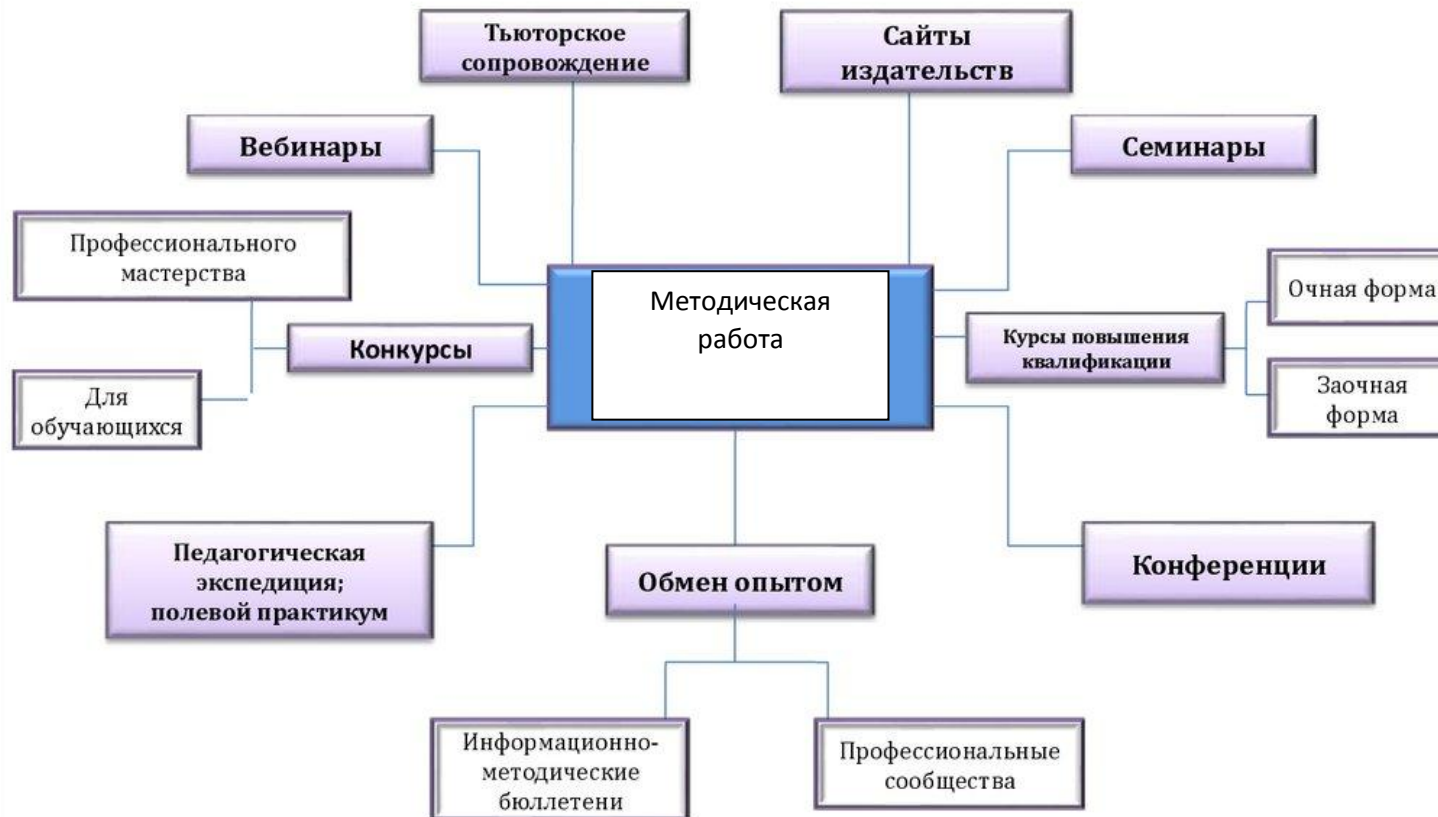 Тьюторское
сопровождение
Сайты
издательств
Вебинары
Семинары
Профессионального
мастерства
Методическая
работа
Очная форма
Конкурсы
Курсы повышения
квалификации
Для
обучающихся
Заочная
форма
Педагогическая
экспедиция;
полевой практикум
Обмен опытом
Конференции
Информационно-
методические
бюллетени
Профессиональные
сообщества